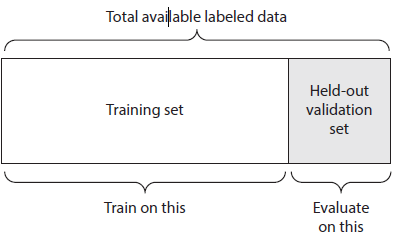 Total available labeled data
Training set
Held-out
validation
set
Train on this
Evaluate
on this